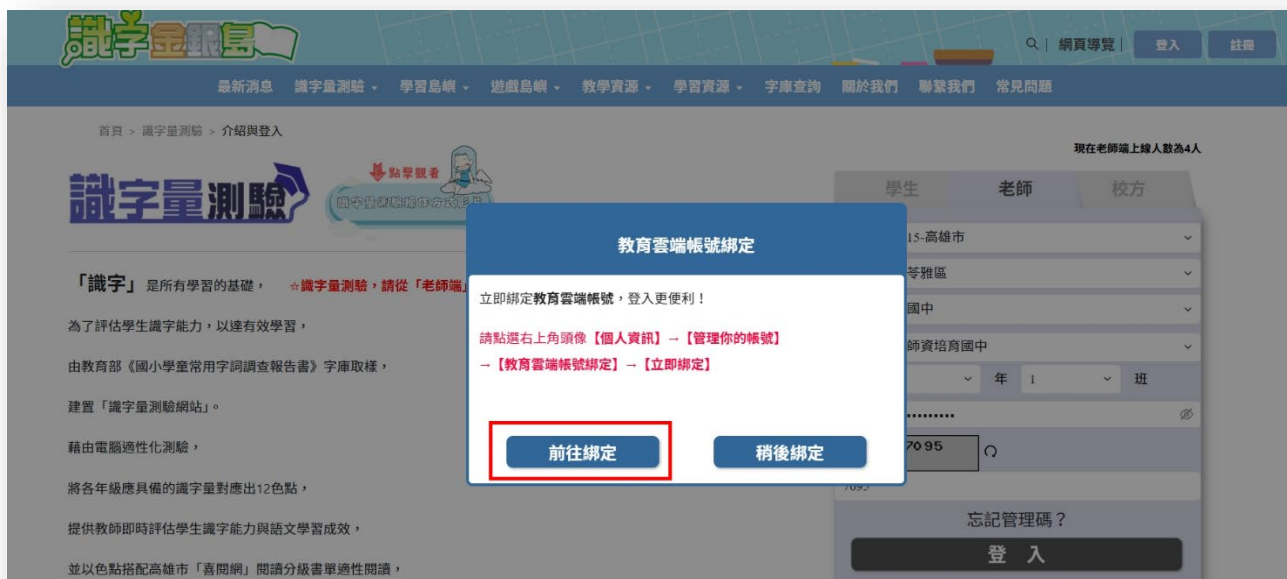 識字金銀島
網頁導覽
登入
註冊
最新消息 識字量測驗 學習島嶼 遊戲島嶼 教學資源 學習資源 字庫查詢 關於我們 聯繫我們 常見問題
首頁 > 識字量測驗 > 介紹與登入
現在老師端上線人數為4人
識字量測驗
點擊觀看
學生 老師 校方
教育雲端帳號綁定
15-高雄市
苓雅區
「識字」是所有學習的基礎， ☆識字量測驗，請從「老師端」
立即綁定教育雲端帳號，登入更便利！
國中
為了評估學生識字能力，以達有效學習，
請點選右上角頭像【個人資訊】→【管理你的帳號】
師資培育國中
→【教育雲端帳號綁定】→【立即綁定】
由教育部《國小學童常用字詞調查報告書》字庫取樣，
年 1 班
建置「識字量測驗網站」。
藉由電腦適性化測驗，
前往綁定 稍後綁定
7095
將各年級應具備的識字量對應出12色點，
7095
提供教師即時評估學生識字能力與語文學習成效，
忘記管理碼？
登 入
並以色點搭配高雄市「喜閱網」閱讀分級書單適性閱讀，